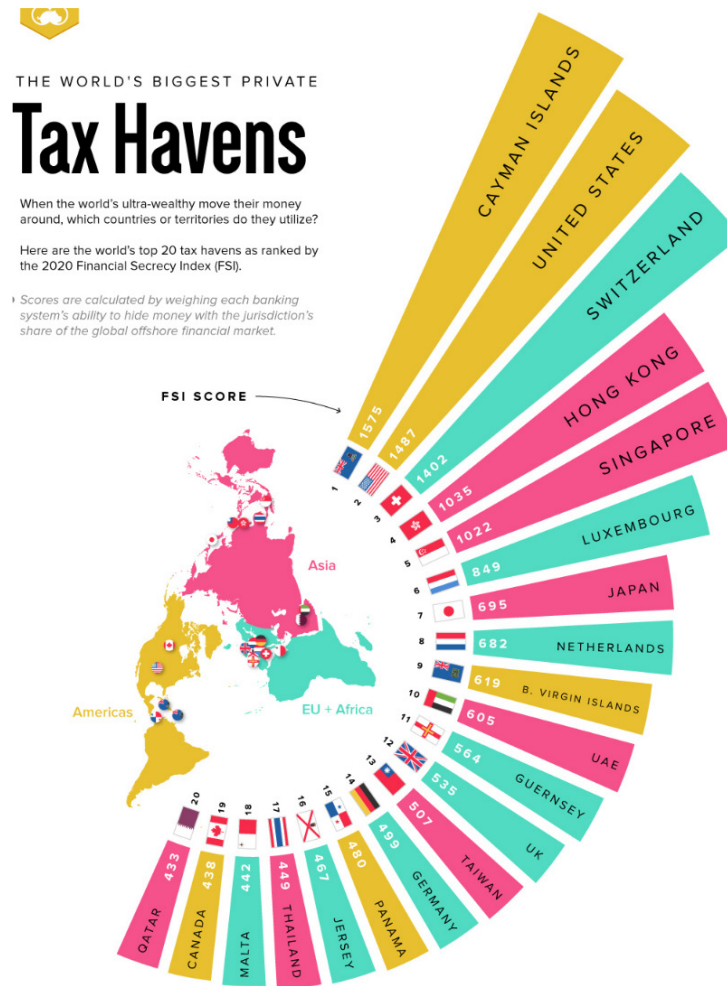 THE WORLD'S BIGGEST PRIVATE
Tax Havens
When the world's ultra-wealthy move their money
around, which countries or territories do they utilize?
Here are the world's top 20 tax havens as ranked by
the 2020 Financial Secrecy Index (FSI).
Scores are calculated by weighing each banking
system's ability to hide money with the jurisdiction's
share of the global offshore financial market.
FSI SCORE
1 1575 CAYMAN ISLANDS
2 1487 UNITED STATES
3 1402 SWITZERLAND
4 1035 HONG KONG
5 1022 SINGAPORE
6 849 LUXEMBOURG
7 695 JAPAN
8 682 NETHERLANDS
9 619 B. VIRGIN ISLANDS
10 605 UAE
11 564 GUERNSEY
12 535 UK
13 507 TAIWAN
14 499 GERMANY
15 480 PANAMA
16 467 JERSEY
17 449 THAILAND
18 442 MALTA
19 438 CANADA
20 433 QATAR
Asia
Americas
EU + Africa